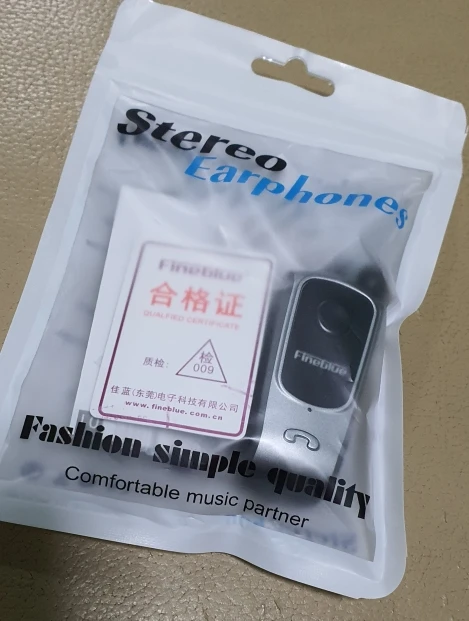 Stereo
Earphones
Fineblue
合格证
QUALFIED CERTIFICATE
质检:
检
009
佳蓝(东莞)电子科技有限公司
www.fineblue.com.cn
Fineblue
Fashion simple quality
Comfortable music partner